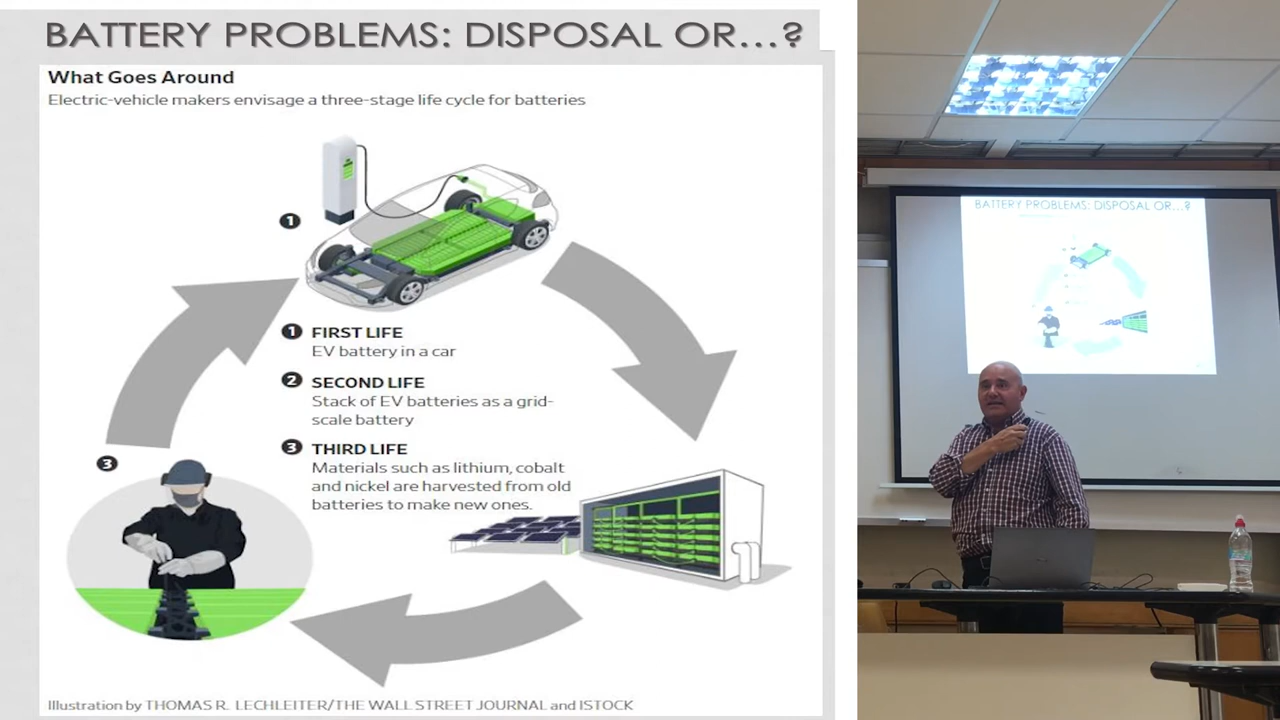 BATTERY PROBLEMS: DISPOSAL OR...?
What Goes Around
Electric-vehicle makers envisage a three-stage life cycle for batteries
1
1 FIRST LIFE
EV battery in a car
2 SECOND LIFE
Stack of EV batteries as a grid-
scale battery
3 THIRD LIFE
Materials such as lithium, cobalt
and nickel are harvested from old
batteries to make new ones.
3
Illustration by THOMAS R. LECHLEITER/THE WALL STREET JOURNAL and ISTOCK
BATTERY PROBLEMS: DISPOSAL OR...?